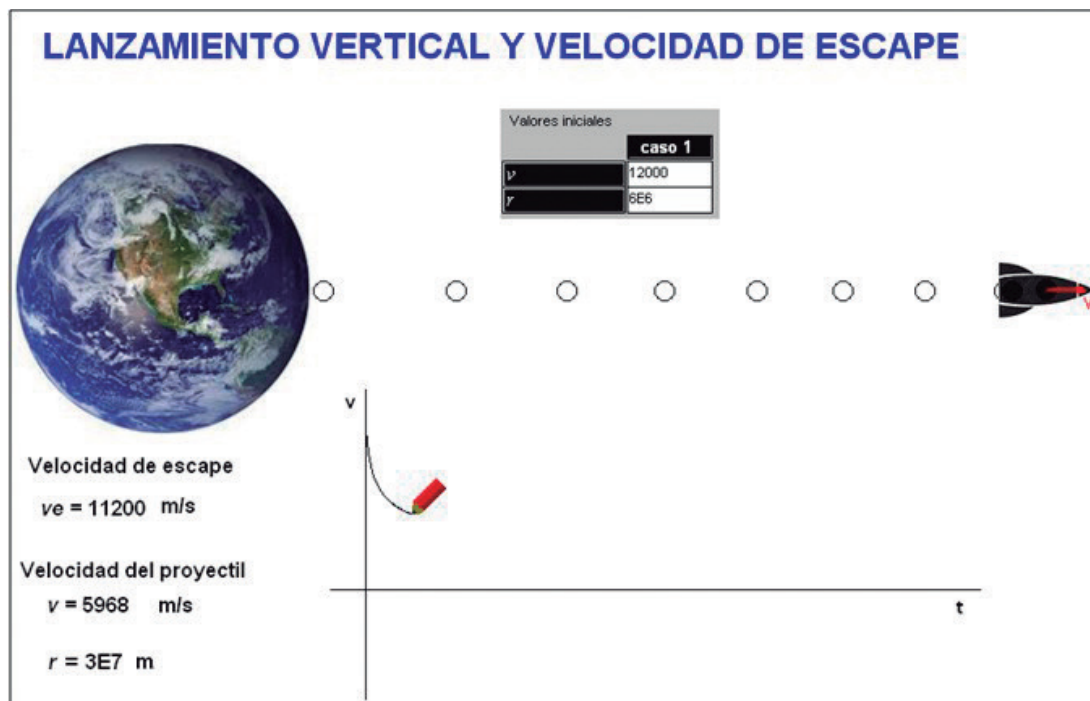 LANZAMIENTO VERTICAL Y VELOCIDAD DE ESCAPE
Valores iniciales
caso 1
v 12000
r 6E6
v
v
Velocidad de escape
ve = 11200 m/s
Velocidad del proyectil
v = 5968 m/s
t
r = 3E7 m